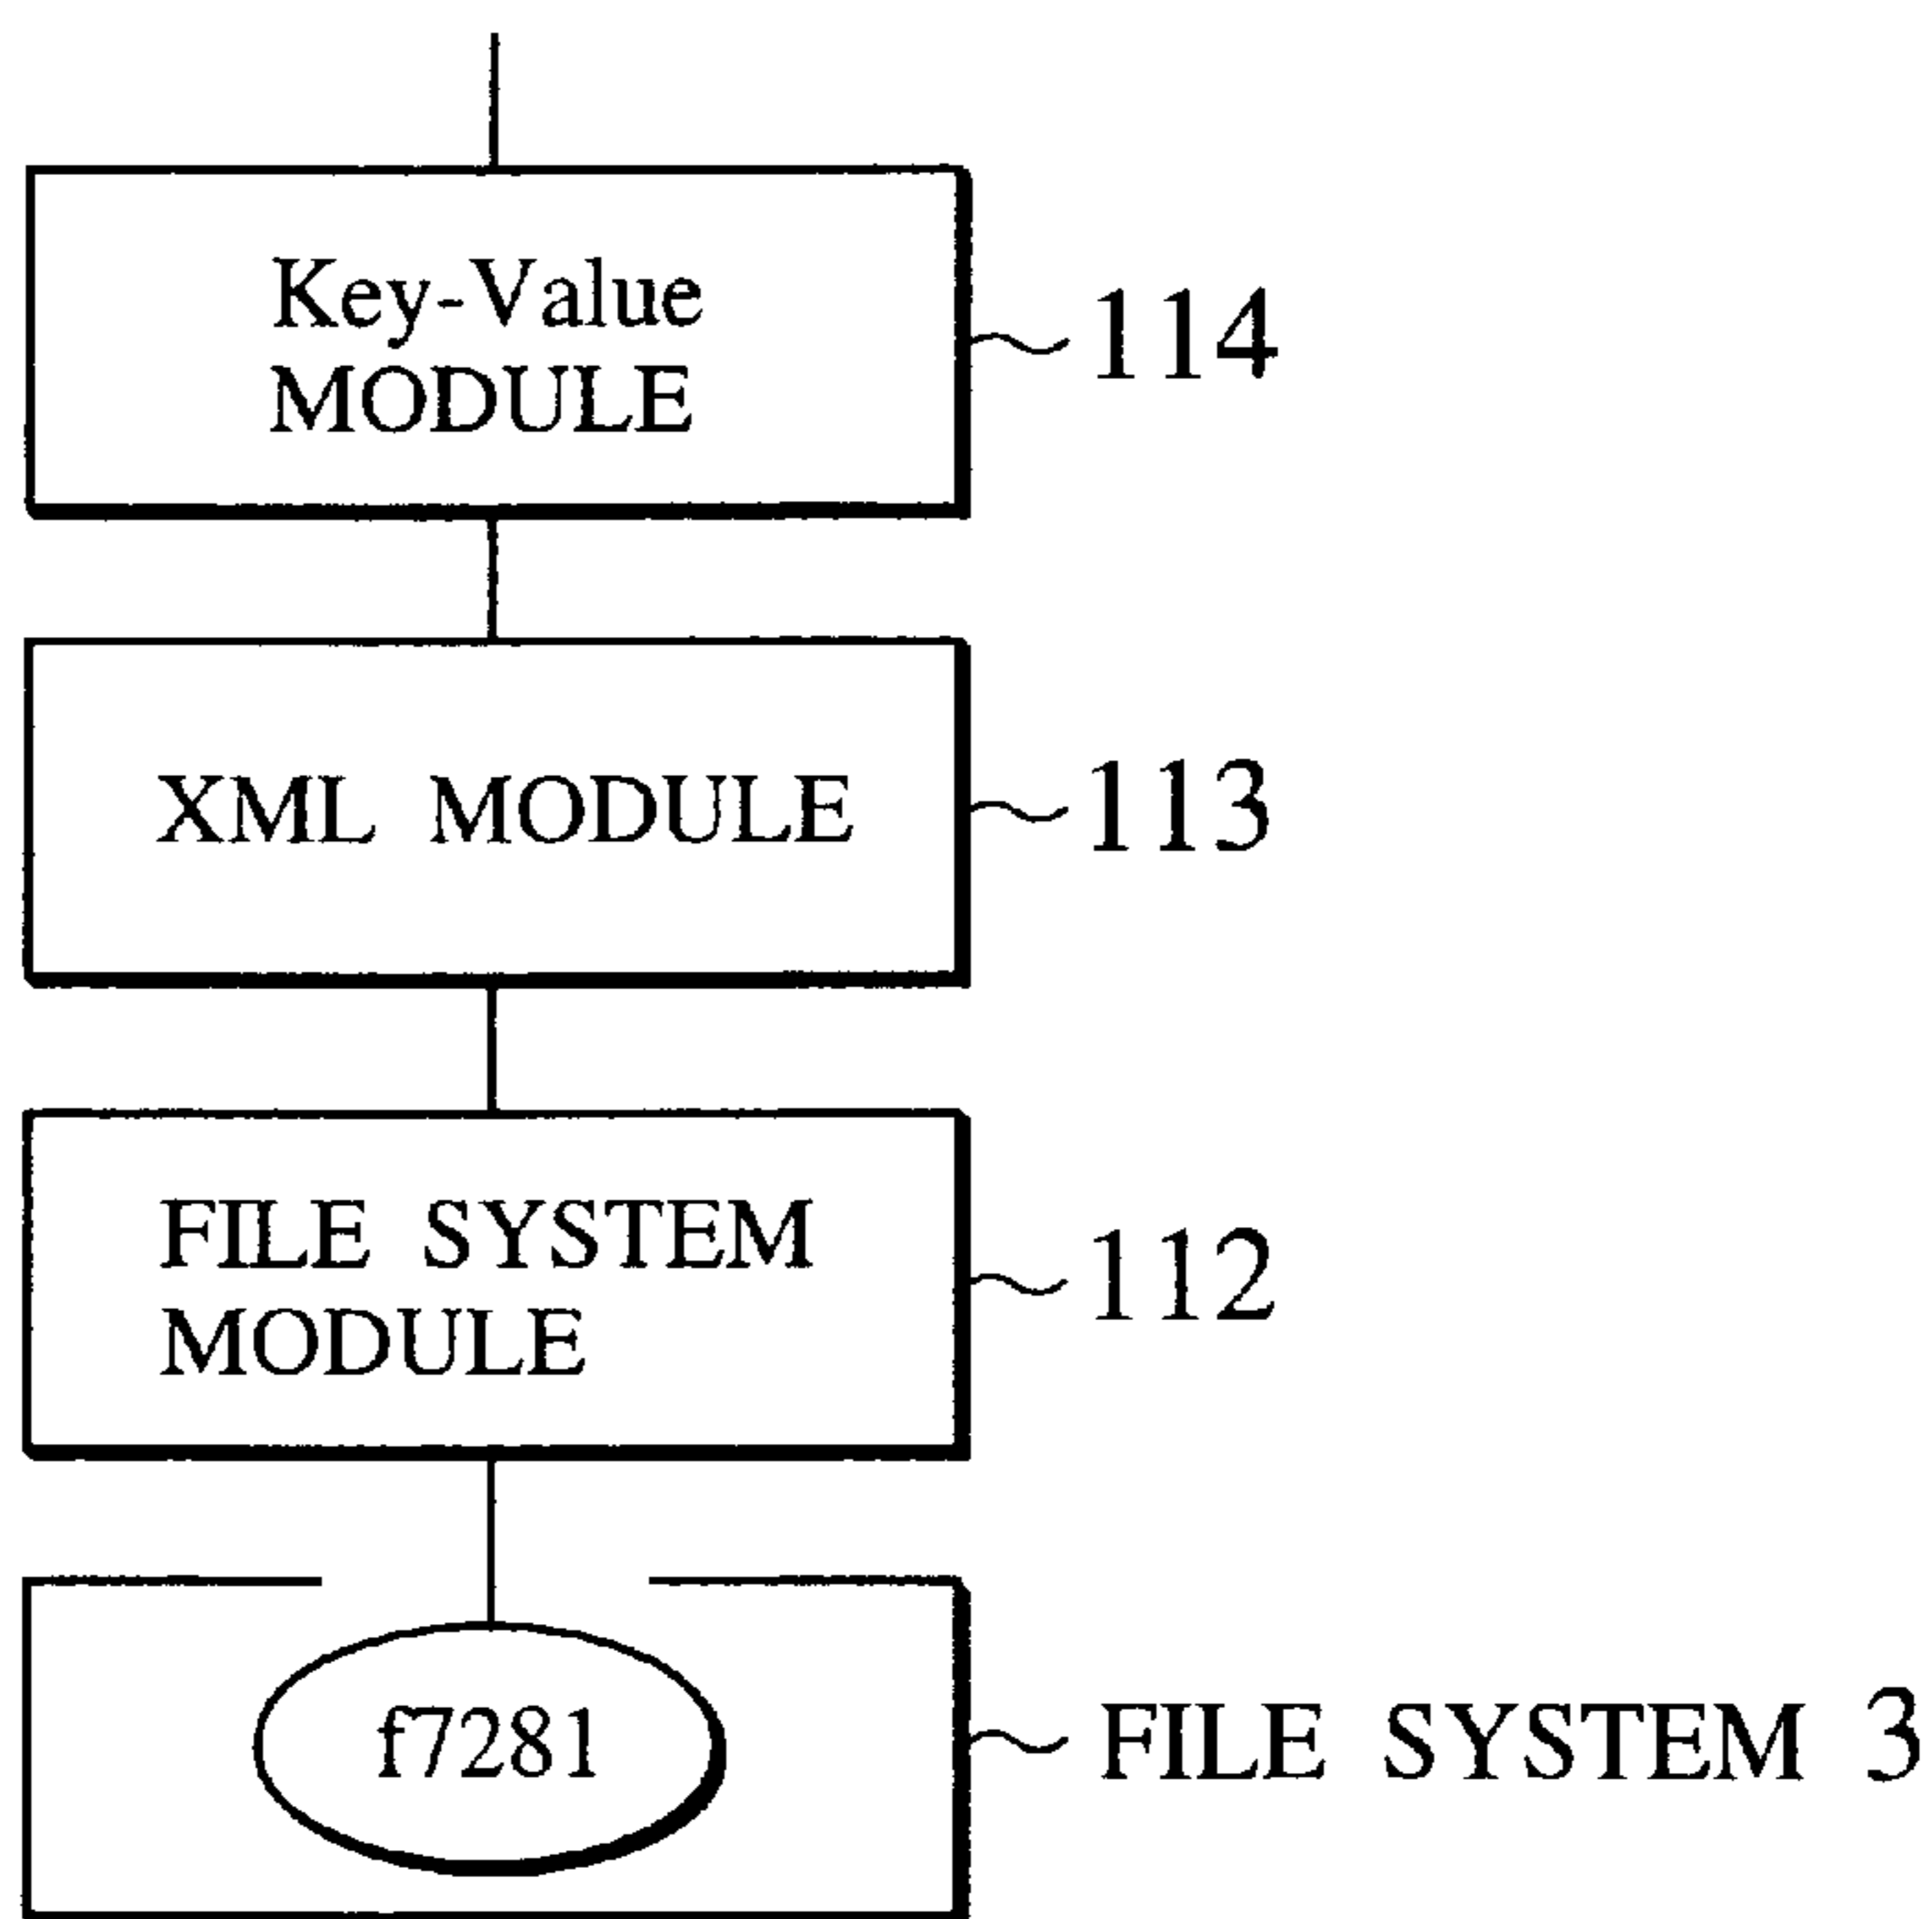 Key-Value
MODULE
114
XML MODULE
113
FILE SYSTEM
MODULE
112
f7281
FILE SYSTEM 3